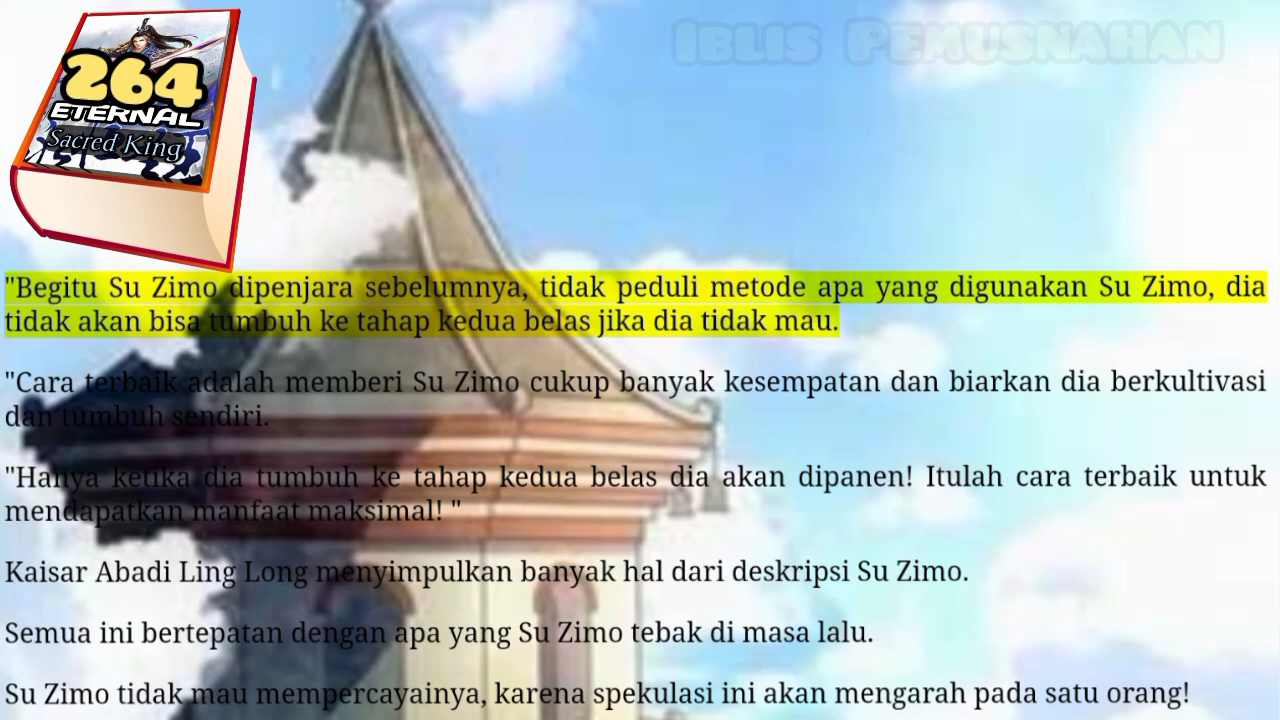 Iblis Pemusnahan
264
ETERNAL
Sacred King
"Begitu Su Zimo dipenjara sebelumnya, tidak peduli metode apa yang digunakan Su Zimo, dia
tidak akan bisa tumbuh ke tahap kedua belas jika dia tidak mau.
"Cara terbaik adalah memberi Su Zimo cukup banyak kesempatan dan biarkan dia berkultivasi
dan tumbuh sendiri.
"Hanya ketika dia tumbuh ke tahap kedua belas dia akan dipanen! Itulah cara terbaik untuk
mendapatkan manfaat maksimal! "
Kaisar Abadi Ling Long menyimpulkan banyak hal dari deskripsi Su Zimo.
Semua ini bertepatan dengan apa yang Su Zimo tebak di masa lalu.
Su Zimo tidak mau mempercayainya, karena spekulasi ini akan mengarah pada satu orang!